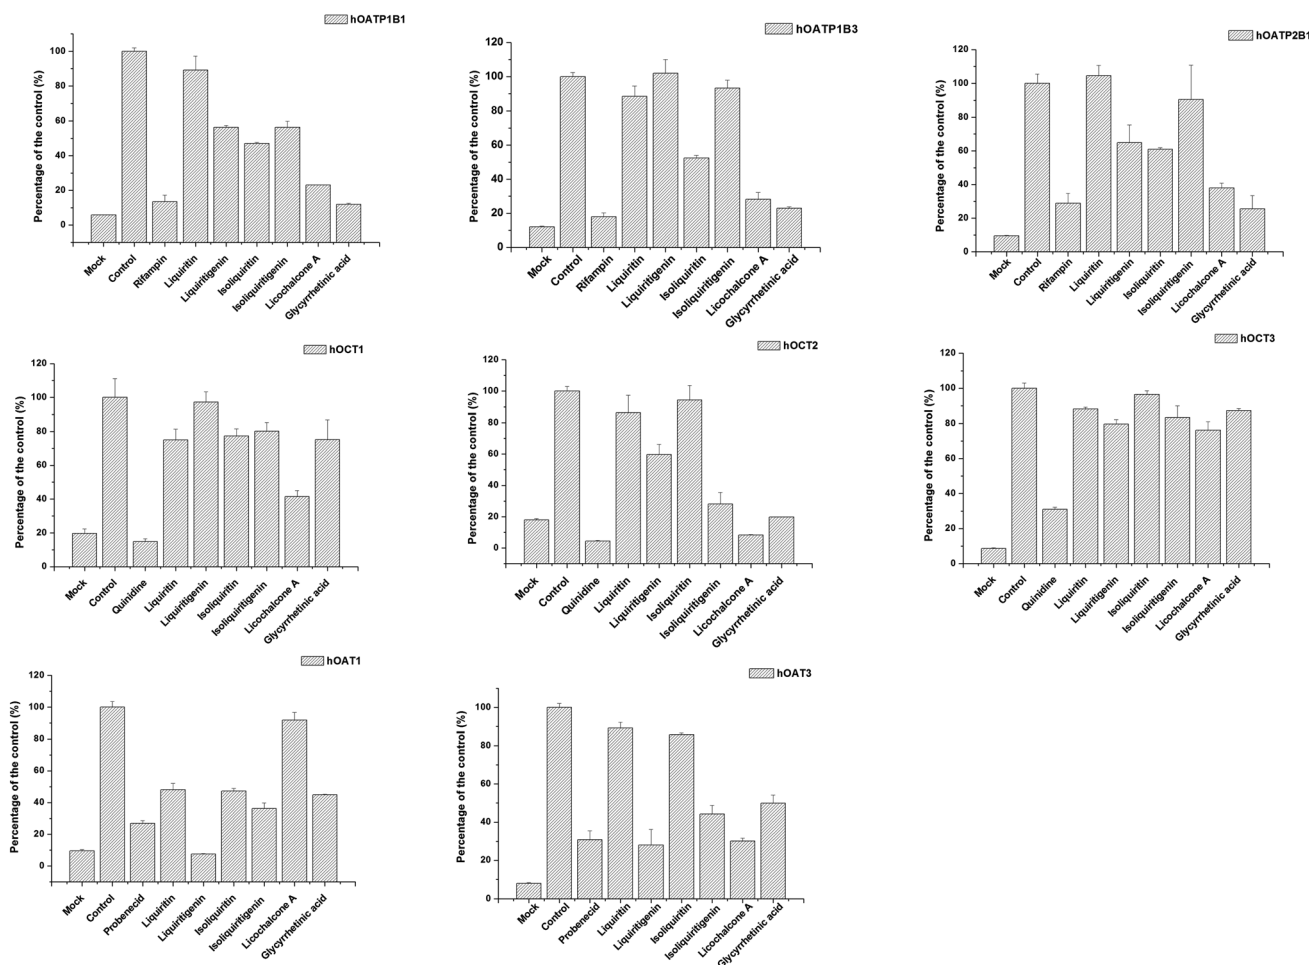 hOATP1B1
Percentage of the control (%)
100
80
60
40
20
0
Mock
Control
Rifampin
Liquiritin
Liquiritigenin
Isoliquiritin
Isoliquiritigenin
Licochalcone A
Glycyrrhetinic acid
hOATP1B3
Percentage of the control (%)
120
100
80
60
40
20
0
Mock
Control
Rifampin
Liquiritin
Liquiritigenin
Isoliquiritin
Isoliquiritigenin
Licochalcone A
Glycyrrhetinic acid
hOATP2B1
Percentage of the control (%)
120
100
80
60
40
20
0
Mock
Control
Rifampin
Liquiritin
Liquiritigenin
Isoliquiritin
Isoliquiritigenin
Licochalcone A
Glycyrrhetinic acid
hOCT1
Percentage of the control (%)
120
100
80
60
40
20
0
Mock
Control
Quinidine
Liquiritin
Liquiritigenin
Isoliquiritin
Isoliquiritigenin
Licochalcone A
Glycyrrhetinic acid
hOCT2
Percentage of the control (%)
120
100
80
60
40
20
0
Mock
Control
Quinidine
Liquiritin
Liquiritigenin
Isoliquiritin
Isoliquiritigenin
Licochalcone A
Glycyrrhetinic acid
hOCT3
Percentage of the control (%)
120
100
80
60
40
20
0
Mock
Control
Quinidine
Liquiritin
Liquiritigenin
Isoliquiritin
Isoliquiritigenin
Licochalcone A
Glycyrrhetinic acid
hOAT1
Percentage of the control (%)
120
100
80
60
40
20
0
Mock
Control
Probenecid
Liquiritin
Liquiritigenin
Isoliquiritin
Isoliquiritigenin
Licochalcone A
Glycyrrhetinic acid
hOAT3
Percentage of the control (%)
100
80
60
40
20
0
Mock
Control
Probenecid
Liquiritin
Liquiritigenin
Isoliquiritin
Isoliquiritigenin
Licochalcone A
Glycyrrhetinic acid